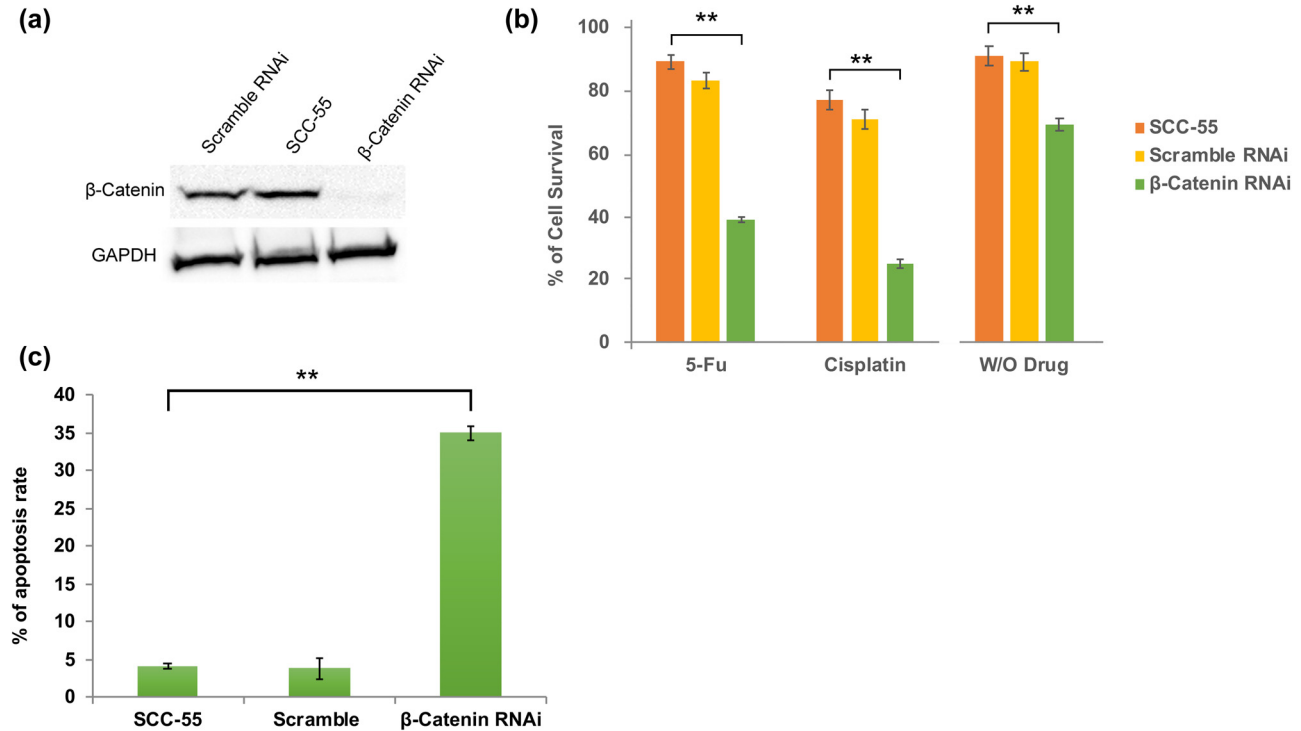 (a)
Scramble RNAi
SCC-55
β-Catenin RNAi
β-Catenin
GAPDH
(b)
% of Cell Survival
100
80
60
40
20
0
**
**
**
5-Fu
Cisplatin
W/O Drug
SCC-55
Scramble RNAi
β-Catenin RNAi
(c)
% of apoptosis rate
40
35
30
25
20
15
10
5
0
**
SCC-55
Scramble
β-Catenin RNAi